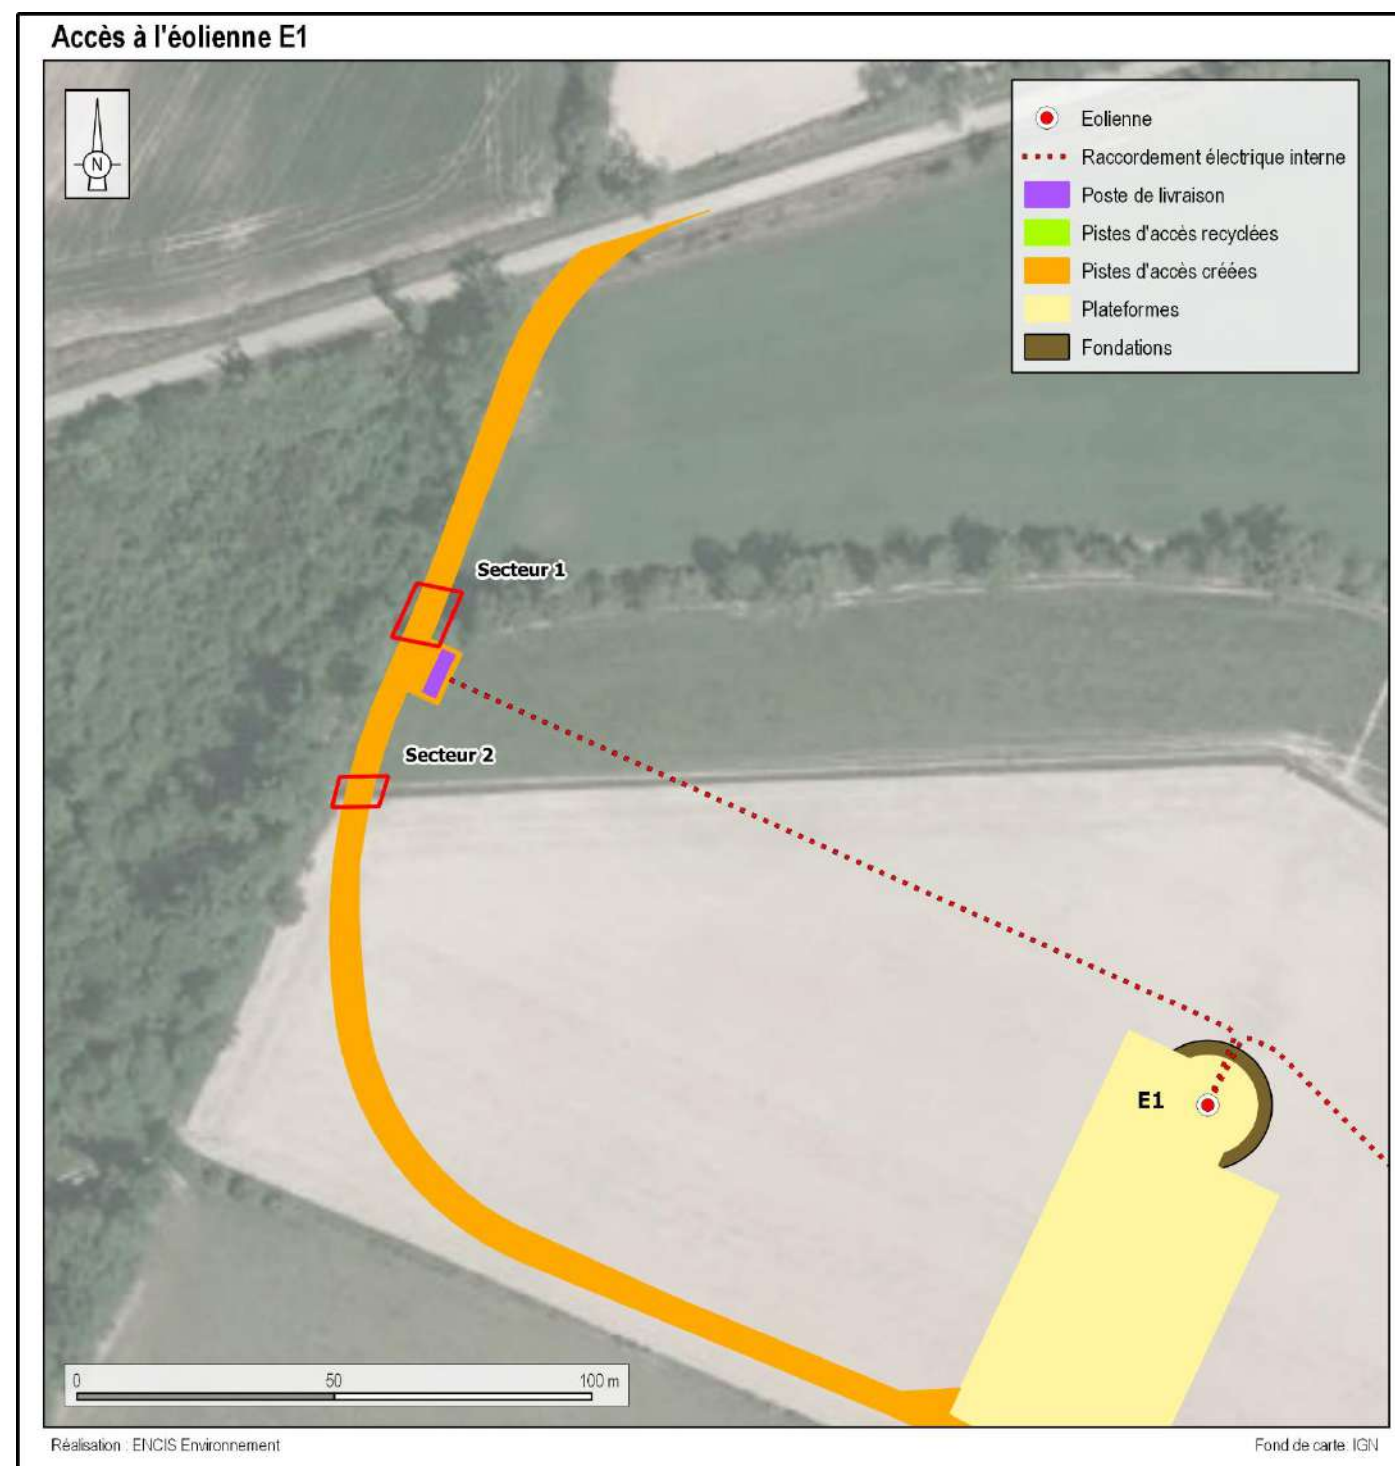 Accès à l'éolienne E1
N
Eolienne
Raccordement électrique interne
Poste de livraison
Pistes d'accès recyclées
Pistes d'accès créées
Plateformes
Fondations
Secteur 1
Secteur 2
E1
0 50 100 m
Réalisation : ENCIS Environnement
Fond de carte: IGN